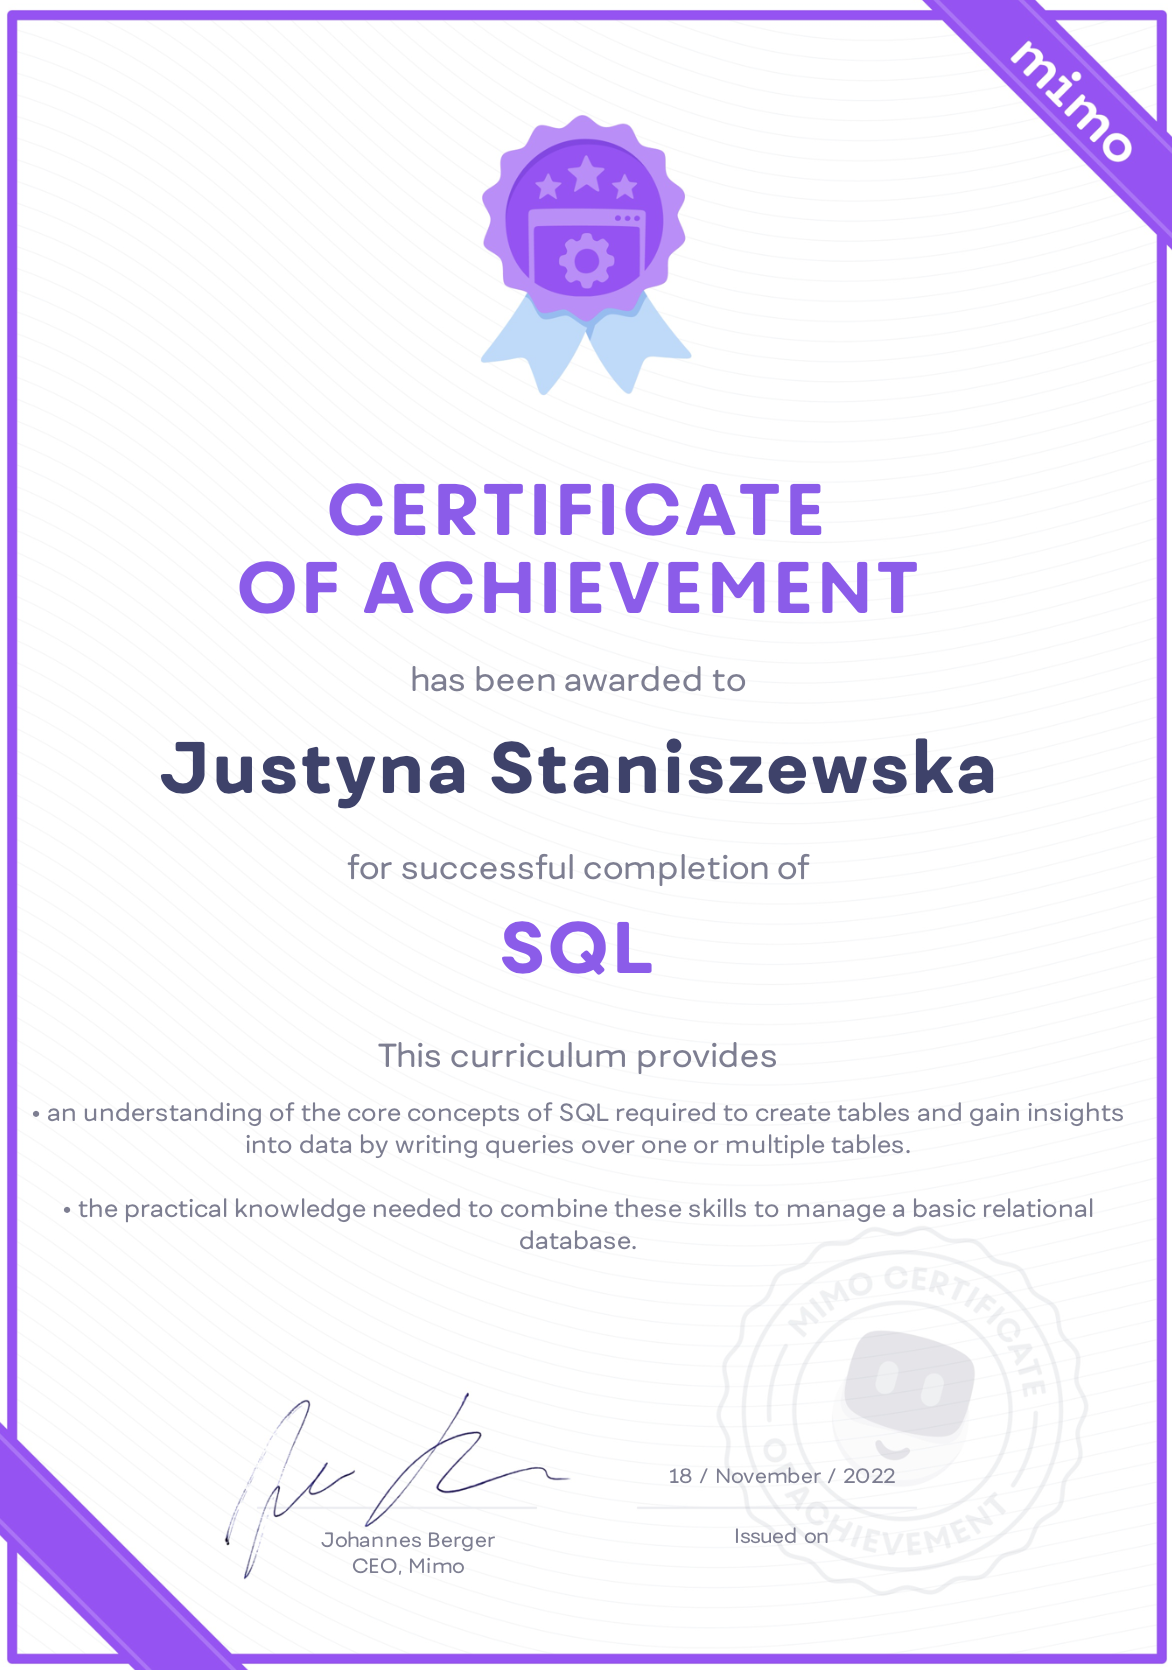 mimo
CERTIFICATE
OF ACHIEVEMENT
has been awarded to
Justyna Staniszewska
for successful completion of
SQL
This curriculum provides
• an understanding of the core concepts of SQL required to create tables and gain insights
into data by writing queries over one or multiple tables.
• the practical knowledge needed to combine these skills to manage a basic relational
database.
MIMO CERTIFICATE
OF ACHIEVEMENT
18 / November / 2022
Issued on
Johannes Berger
CEO, Mimo